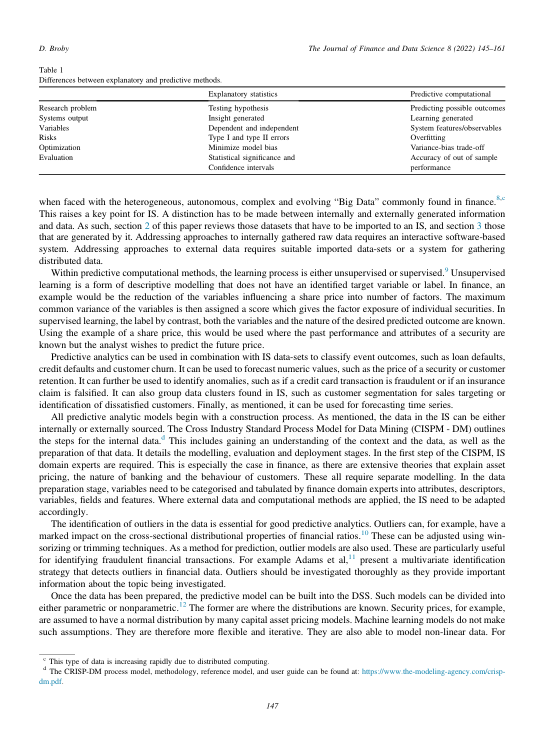 D. Broby
The Journal of Finance and Data Science 8 (2022) 145–161
Table 1
Differences between explanatory and predictive methods.
Explanatory statistics Predictive computational
Research problem Testing hypothesis Predicting possible outcomes
Systems output Insight generated Learning generated
Variables Dependent and independent System features/observables
Risks Type I and type II errors Overfitting
Optimization Minimize model bias Variance-bias trade-off
Evaluation Statistical significance and Accuracy of out of sample
Confidence intervals performance
when faced with the heterogeneous, autonomous, complex and evolving “Big Data” commonly found in finance.8,c
This raises a key point for IS. A distinction has to be made between internally and externally generated information
and data. As such, section 2 of this paper reviews those datasets that have to be imported to an IS, and section 3 those
that are generated by it. Addressing approaches to internally gathered raw data requires an interactive software-based
system. Addressing approaches to external data requires suitable imported data-sets or a system for gathering
distributed data.
Within predictive computational methods, the learning process is either unsupervised or supervised.9 Unsupervised
learning is a form of descriptive modelling that does not have an identified target variable or label. In finance, an
example would be the reduction of the variables influencing a share price into number of factors. The maximum
common variance of the variables is then assigned a score which gives the factor exposure of individual securities. In
supervised learning, the label by contrast, both the variables and the nature of the desired predicted outcome are known.
Using the example of a share price, this would be used where the past performance and attributes of a security are
known but the analyst wishes to predict the future price.
Predictive analytics can be used in combination with IS data-sets to classify event outcomes, such as loan defaults,
credit defaults and customer churn. It can be used to forecast numeric values, such as the price of a security or customer
retention. It can further be used to identify anomalies, such as if a credit card transaction is fraudulent or if an insurance
claim is falsified. It can also group data clusters found in IS, such as customer segmentation for sales targeting or
identification of dissatisfied customers. Finally, as mentioned, it can be used for forecasting time series.
All predictive analytic models begin with a construction process. As mentioned, the data in the IS can be either
internally or externally sourced. The Cross Industry Standard Process Model for Data Mining (CISPM - DM) outlines
the steps for the internal data.d This includes gaining an understanding of the context and the data, as well as the
preparation of that data. It details the modelling, evaluation and deployment stages. In the first step of the CISPM, IS
domain experts are required. This is especially the case in finance, as there are extensive theories that explain asset
pricing, the nature of banking and the behaviour of customers. These all require separate modelling. In the data
preparation stage, variables need to be categorised and tabulated by finance domain experts into attributes, descriptors,
variables, fields and features. Where external data and computational methods are applied, the IS need to be adapted
accordingly.
The identification of outliers in the data is essential for good predictive analytics. Outliers can, for example, have a
marked impact on the cross-sectional distributional properties of financial ratios.10 These can be adjusted using win-
sorizing or trimming techniques. As a method for prediction, outlier models are also used. These are particularly useful
for identifying fraudulent financial transactions. For example Adams et al,11 present a multivariate identification
strategy that detects outliers in financial data. Outliers should be investigated thoroughly as they provide important
information about the topic being investigated.
Once the data has been prepared, the predictive model can be built into the DSS. Such models can be divided into
either parametric or nonparametric.12 The former are where the distributions are known. Security prices, for example,
are assumed to have a normal distribution by many capital asset pricing models. Machine learning models do not make
such assumptions. They are therefore more flexible and iterative. They are also able to model non-linear data. For
c This type of data is increasing rapidly due to distributed computing.
d The CRISP-DM process model, methodology, reference model, and user guide can be found at: https://www.the-modeling-agency.com/crisp-
dm.pdf.
147